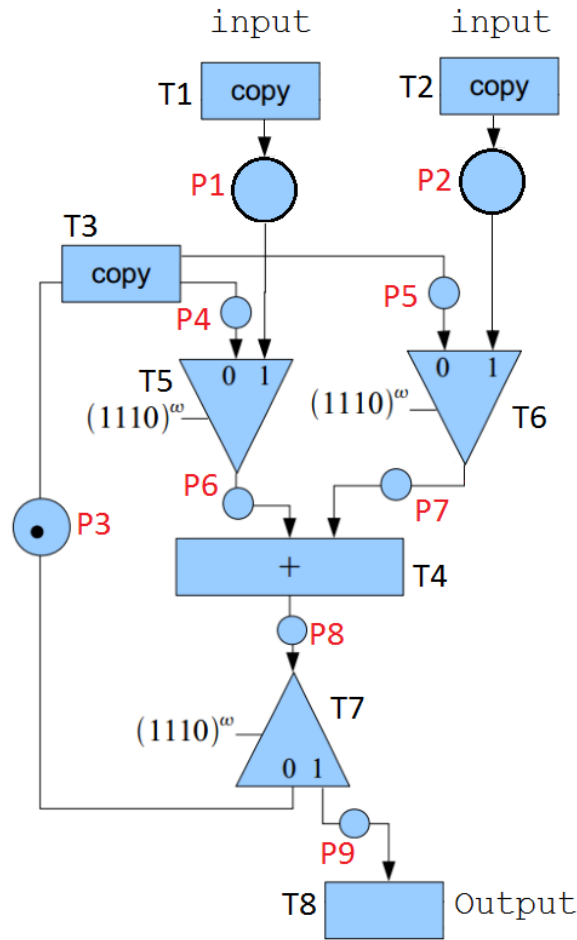 input
input
T1
copy
T2
copy
P1
P2
T3
copy
P4
P5
0 1
T5
(1110)^ω
0 1
(1110)^ω
T6
P6
P7
P3
+
T4
P8
T7
(1110)^ω
0 1
P9
T8
Output